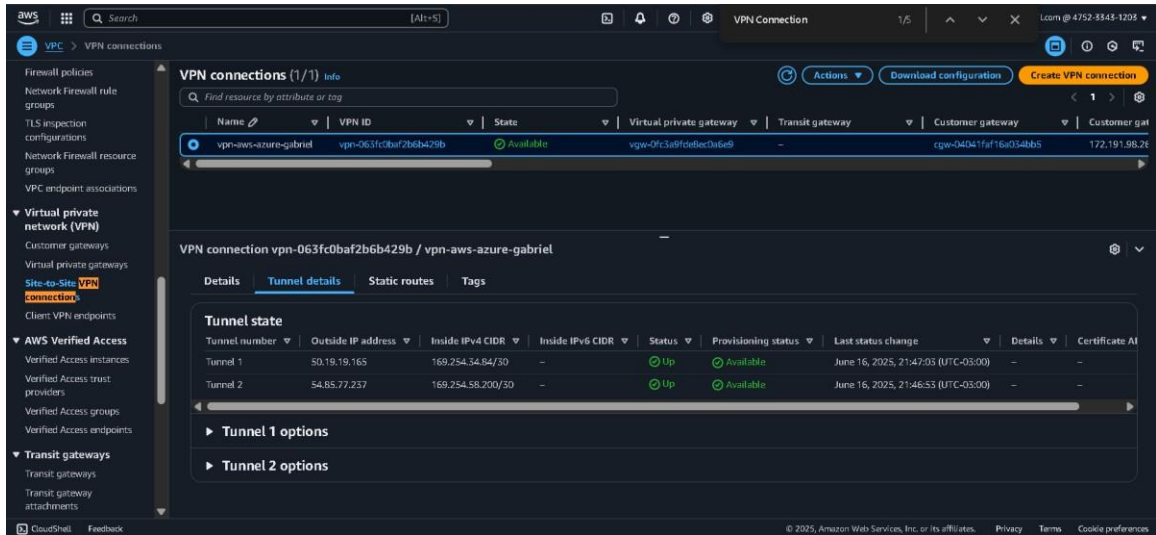 aws
Search [Alt+S]
VPN Connection 1/5
Lcom @ 4752-3343-1203
VPC > VPN connections
Firewall policies
Network Firewall rule
groups
TLS inspection
configurations
Network Firewall resource
groups
VPC endpoint associations
Virtual private
network (VPN)
Customer gateways
Virtual private gateways
Site-to-Site VPN
connections
Client VPN endpoints
AWS Verified Access
Verified Access instances
Verified Access trust
providers
Verified Access groups
Verified Access endpoints
Transit gateways
Transit gateways
Transit gateway
attachments
VPN connections (1/1) Info
Actions Download configuration Create VPN connection
Find resource by attribute or tag
1
Name VPN ID State Virtual private gateway Transit gateway Customer gateway Customer gat
vpn-aws-azure-gabriel vpn-063fc0baf2b6b429b Available vgw-0fc3a9fde8ec0a6e9 – cgw-04041faf16a034bb5 172.191.98.28
VPN connection vpn-063fc0baf2b6b429b / vpn-aws-azure-gabriel
Details Tunnel details Static routes Tags
Tunnel state
Tunnel number Outside IP address Inside IPv4 CIDR Inside IPv6 CIDR Status Provisioning status Last status change Details Certificate A
Tunnel 1 50.19.19.165 169.254.34.84/30 – Up Available June 16, 2025, 21:47:03 (UTC-03:00) – –
Tunnel 2 54.85.77.237 169.254.58.200/30 – Up Available June 16, 2025, 21:46:53 (UTC-03:00) – –
Tunnel 1 options
Tunnel 2 options
CloudShell Feedback
© 2025, Amazon Web Services, Inc. or its affiliates. Privacy Terms Cookie preferences